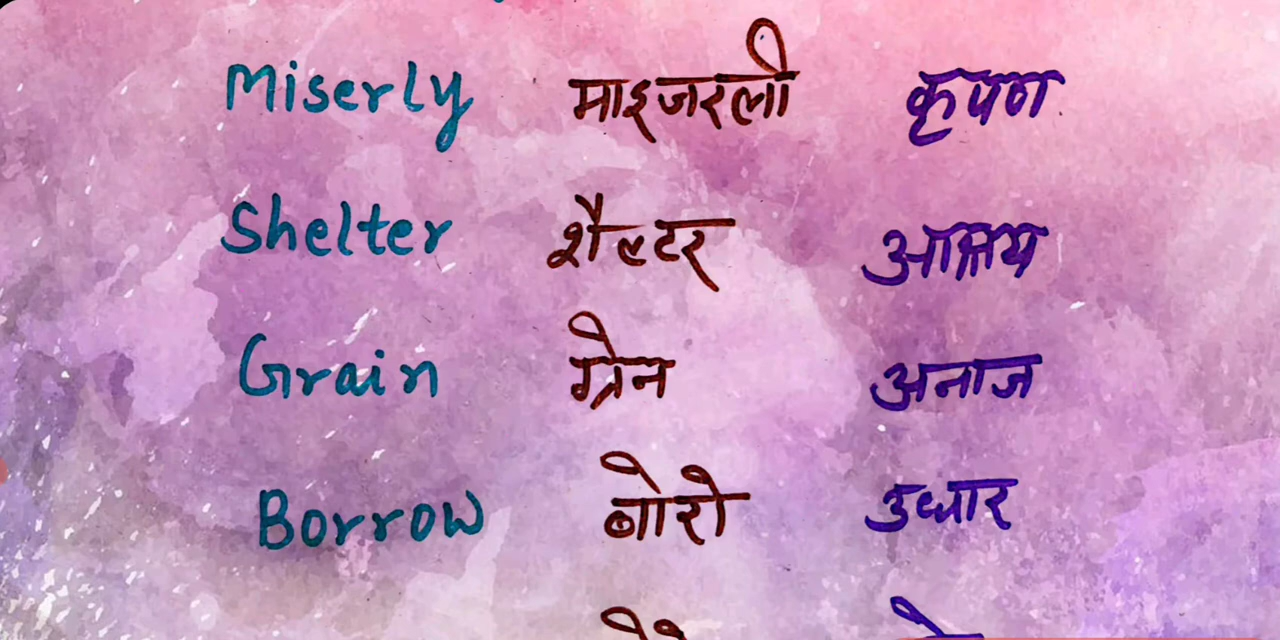 Miserly माइजरली कृपण
Shelter शैल्टर आश्रय
Grain ग्रेन अनाज
Borrow बोरो उधार